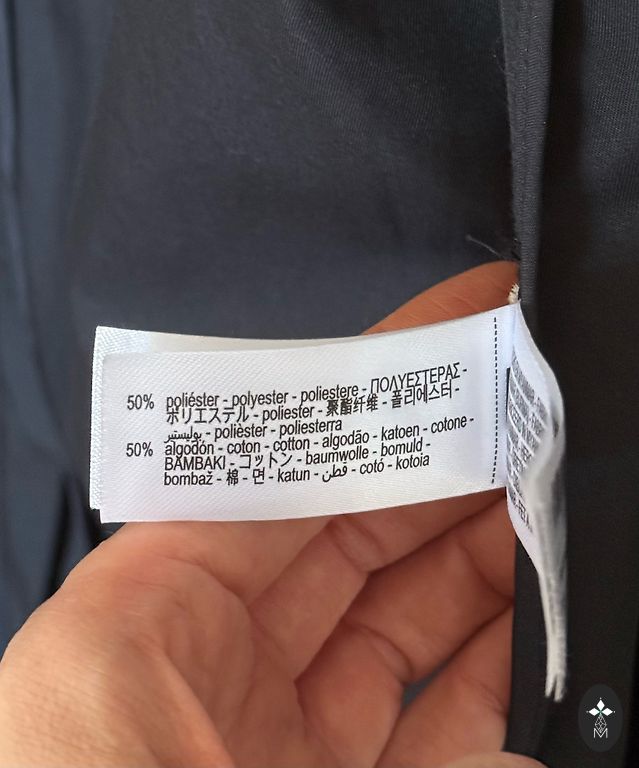 50% poliéster - polyester - poliestere - ΠΟΛΥΕΣΤΕΡΑΣ -
ポリエステル - poliester - 聚酯纤维 - 폴리에스터 -
بوليستير - polièster - poliesterra
50% algodón - coton - cotton - algodão - katoen - cotone -
BAMBAKI - コットン - baumwolle - bomuld -
bombaž - 棉 - 면 - katun - قطن - cotó - kotoia
M